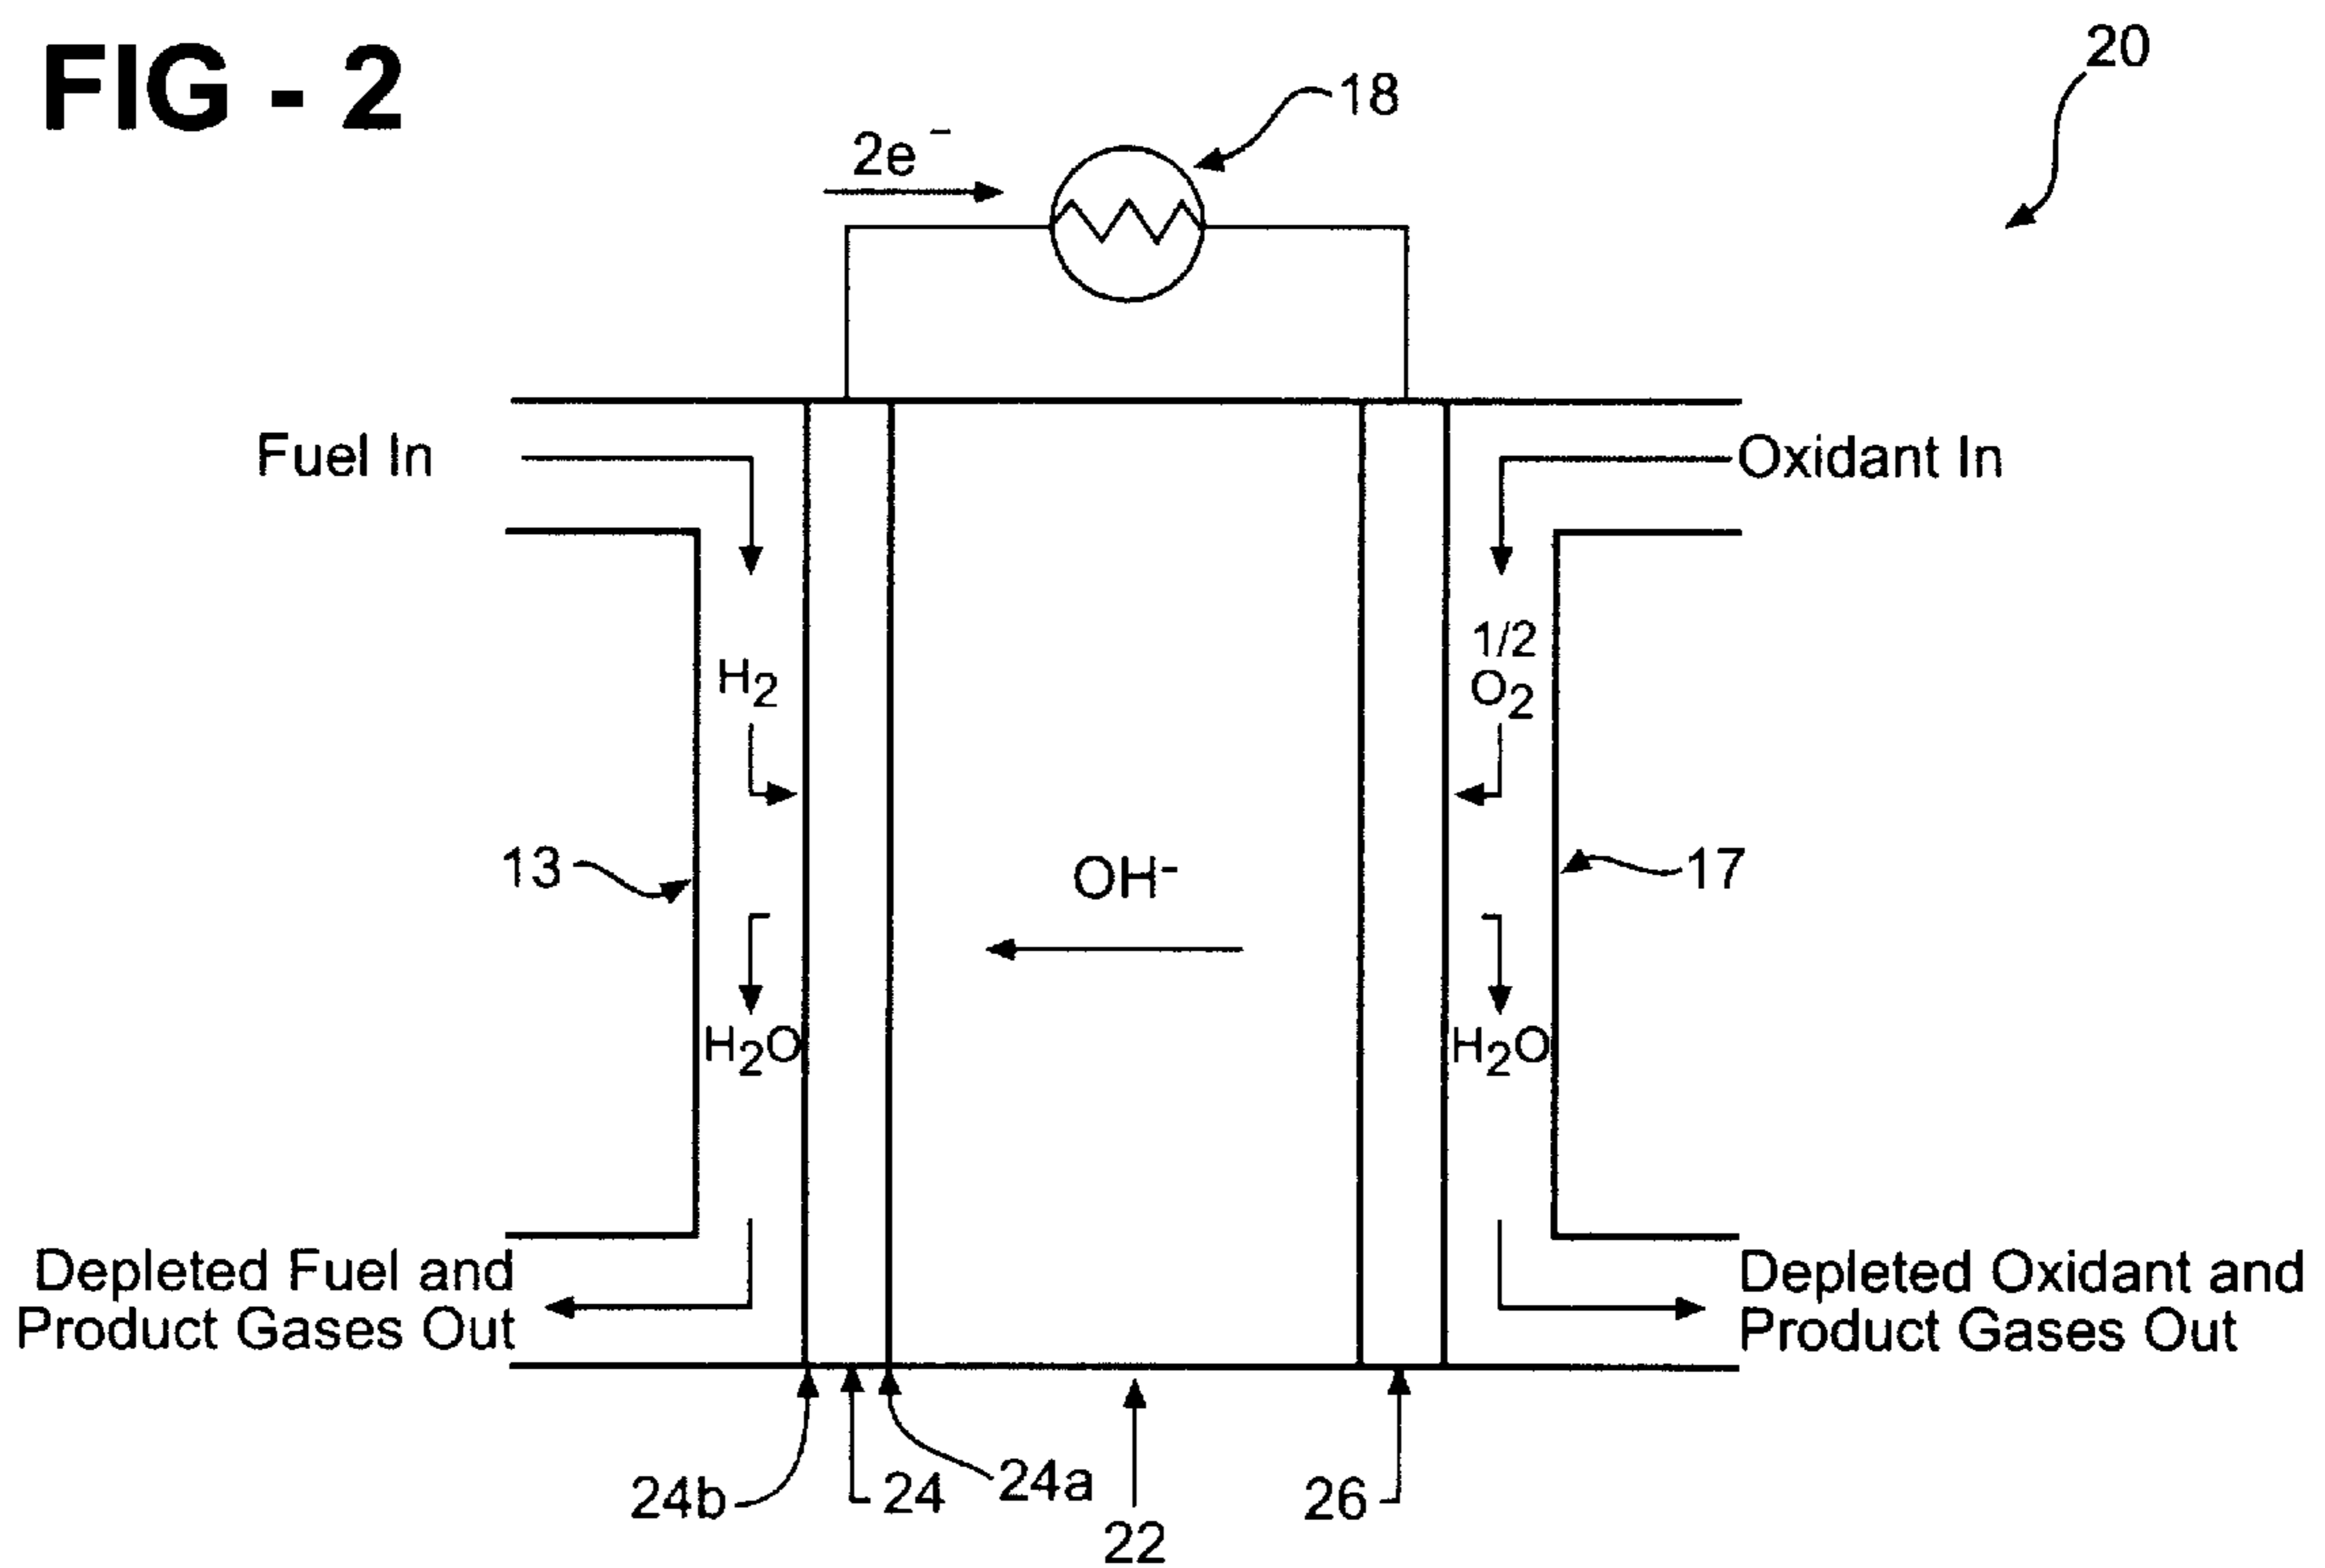 FIG - 2
20
18
2e⁻
Fuel In
Oxidant In
H₂
1/2
O₂
13
OH⁻
17
H₂O
H₂O
Depleted Fuel and
Product Gases Out
Depleted Oxidant and
Product Gases Out
24b
24
24a
22
26